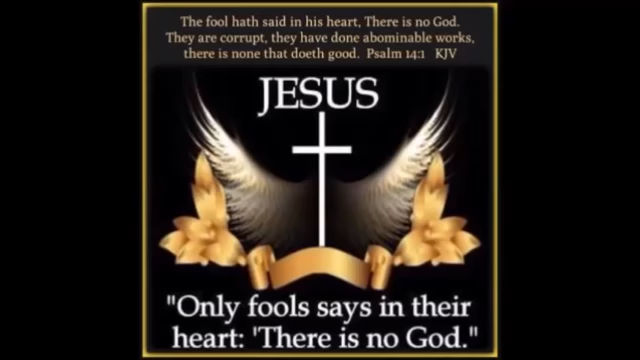 The fool hath said in his heart, There is no God.
They are corrupt, they have done abominable works,
there is none that doeth good. Psalm 14:1 KJV
JESUS
"Only fools says in their
heart: 'There is no God."